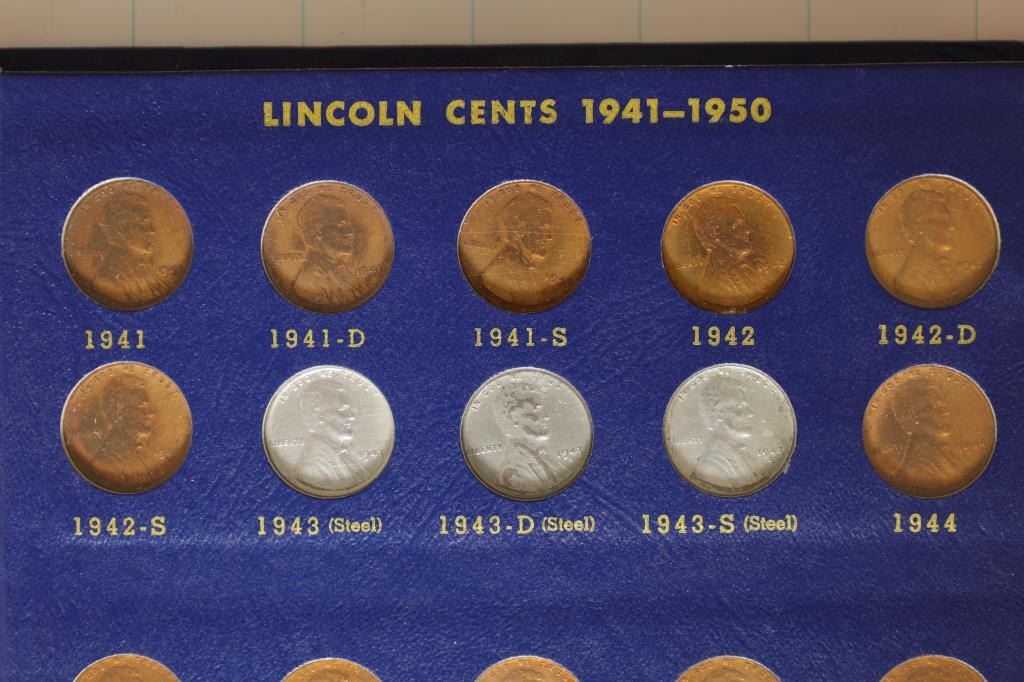 LINCOLN CENTS 1941–1950
1941 1941-D 1941-S 1942 1942-D
1942-S 1943 (Steel) 1943-D (Steel) 1943-S (Steel) 1944